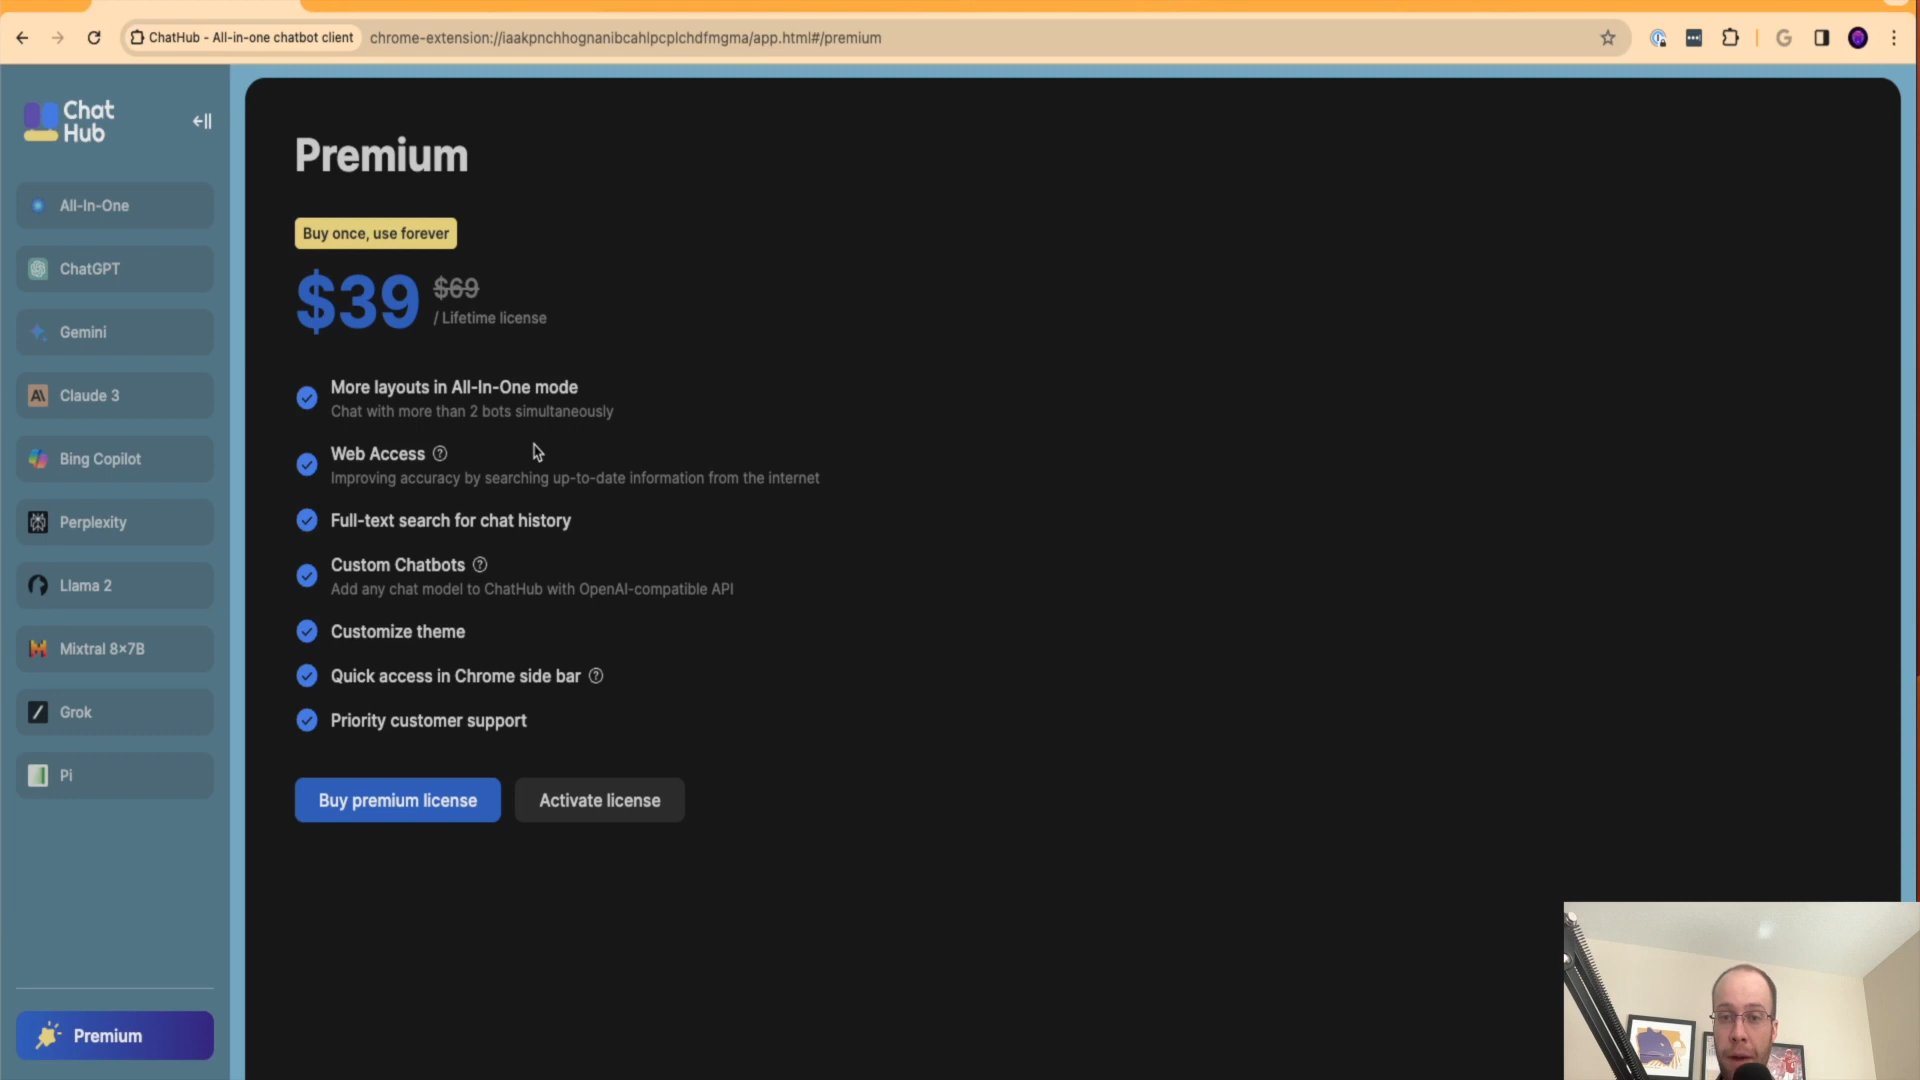 ChatHub - All-in-one chatbot client
chrome-extension://iaakpnchhognanibcahlpcplchdfmgma/app.html#/premium
Chat
Hub
All-In-One
ChatGPT
Gemini
Claude 3
Bing Copilot
Perplexity
Llama 2
Mixtral 8×7B
Grok
Pi
Premium
Premium
Buy once, use forever
$39 $69
/ Lifetime license
More layouts in All-In-One mode
Chat with more than 2 bots simultaneously
Web Access
Improving accuracy by searching up-to-date information from the internet
Full-text search for chat history
Custom Chatbots
Add any chat model to ChatHub with OpenAI-compatible API
Customize theme
Quick access in Chrome side bar
Priority customer support
Buy premium license
Activate license